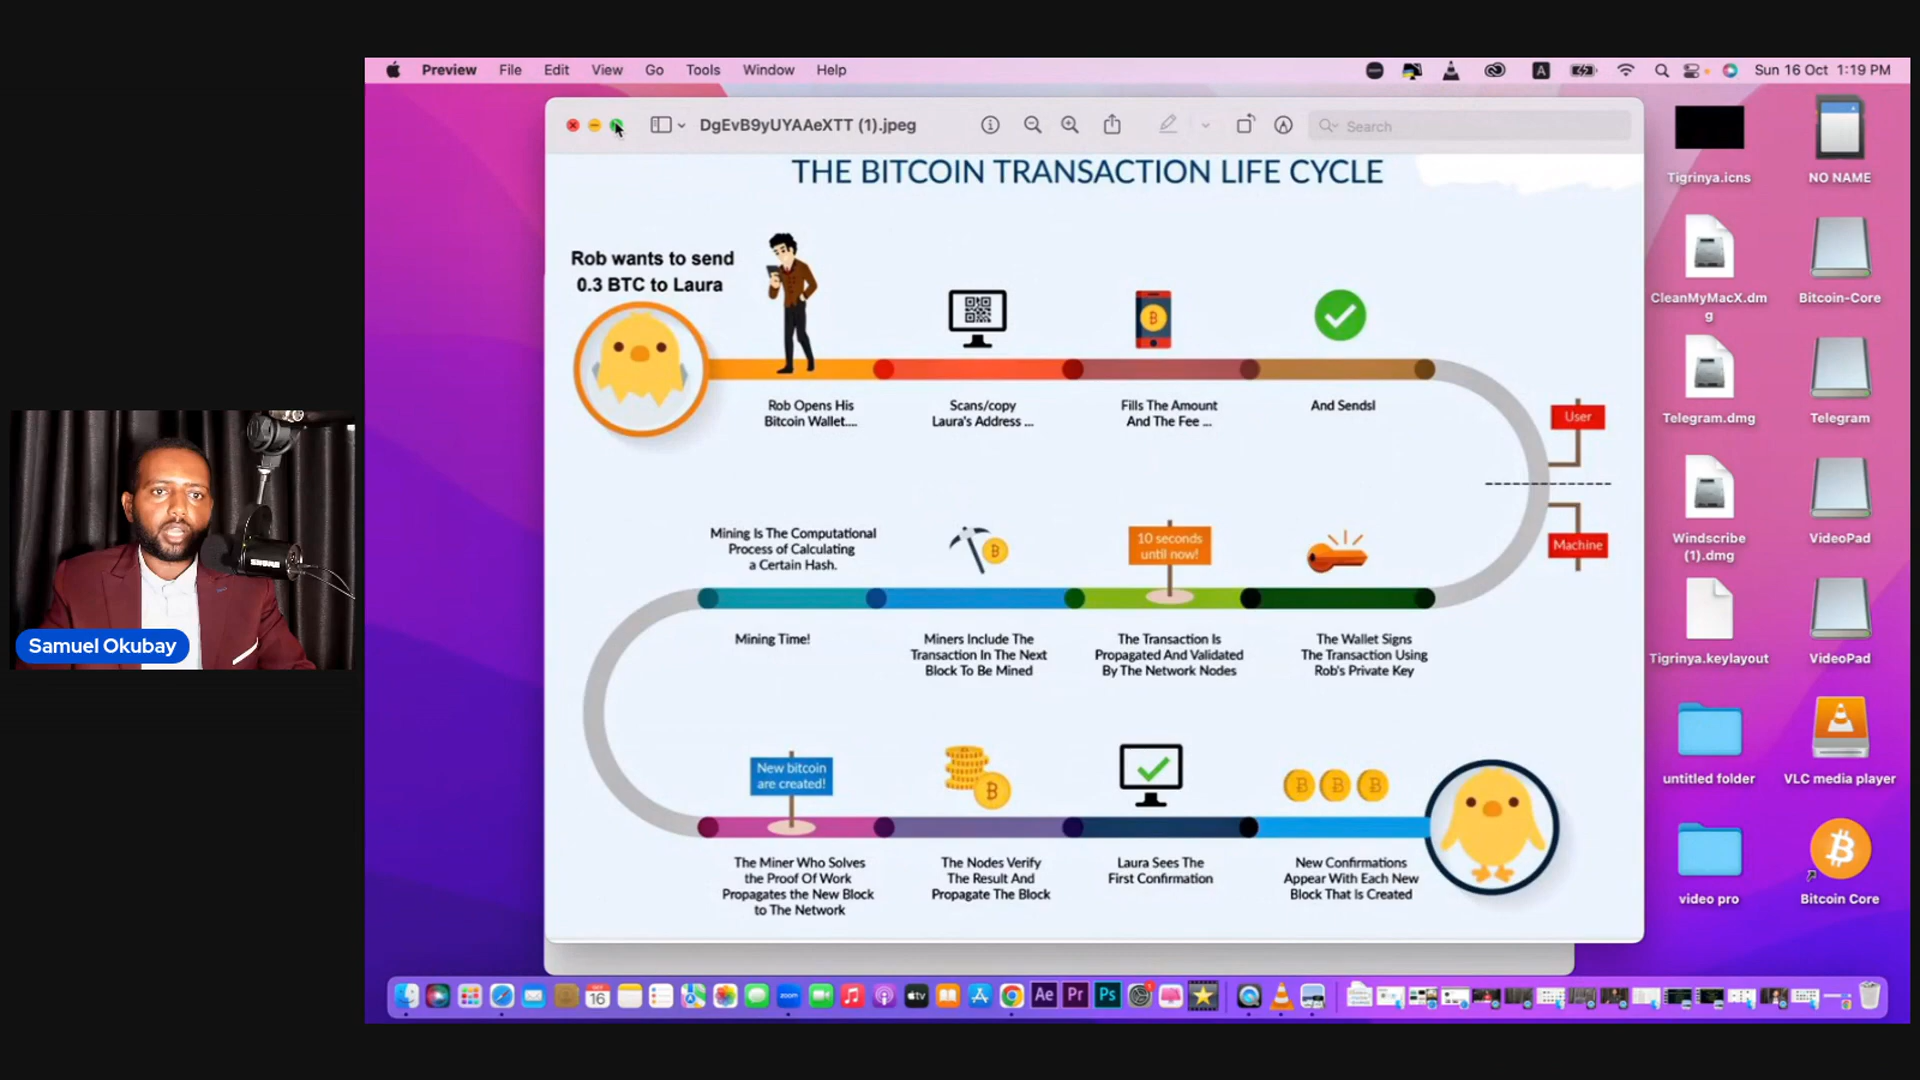 Preview File Edit View Go Tools Window Help
A
Sun 16 Oct 1:19 PM
DgEvB9yUYAAeXTT (1).jpeg
Search
THE BITCOIN TRANSACTION LIFE CYCLE
Rob wants to send
0.3 BTC to Laura
Rob Opens His
Bitcoin Wallet....
Scans/copy
Laura's Address ...
Fills The Amount
And The Fee ...
And Sends!
User
Machine
Mining Is The Computational
Process of Calculating
a Certain Hash.
10 seconds
until now!
Mining Time!
Miners Include The
Transaction In The Next
Block To Be Mined
The Transaction Is
Propagated And Validated
By The Network Nodes
The Wallet Signs
The Transaction Using
Rob's Private Key
New bitcoin
are created!
The Miner Who Solves
the Proof Of Work
Propagates the New Block
to The Network
The Nodes Verify
The Result And
Propagate The Block
Laura Sees The
First Confirmation
New Confirmations
Appear With Each New
Block That Is Created
Tigrinya.icns
NO NAME
CleanMyMacX.dm
g
Bitcoin-Core
Telegram.dmg
Telegram
Windscribe
(1).dmg
VideoPad
Tigrinya.keylayout
VideoPad
untitled folder
VLC media player
video pro
Bitcoin Core
SHURE
Samuel Okubay
16
zoom
tv
Ae
Pr
Ps